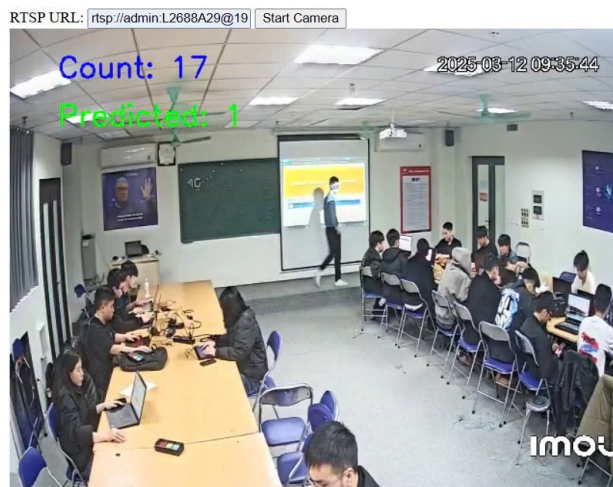 RTSP URL: rtsp://admin:L2688A29@19 Start Camera
Count: 17
2025-03-12 09:35:44
Predicted: 1
imou